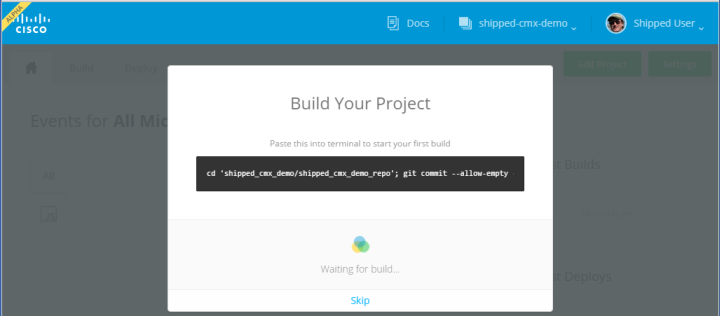 ALPHA
CISCO
Docs
shipped-cmx-demo
Shipped User
Build
Deploy
Edit Project
Settings
Build Your Project
Events for All Mic
Paste this into terminal to start your first build
cd 'shipped_cmx_demo/shipped_cmx_demo_repo'; git commit --allow-empty
st Builds
All
Waiting for build...
st Deploys
Skip